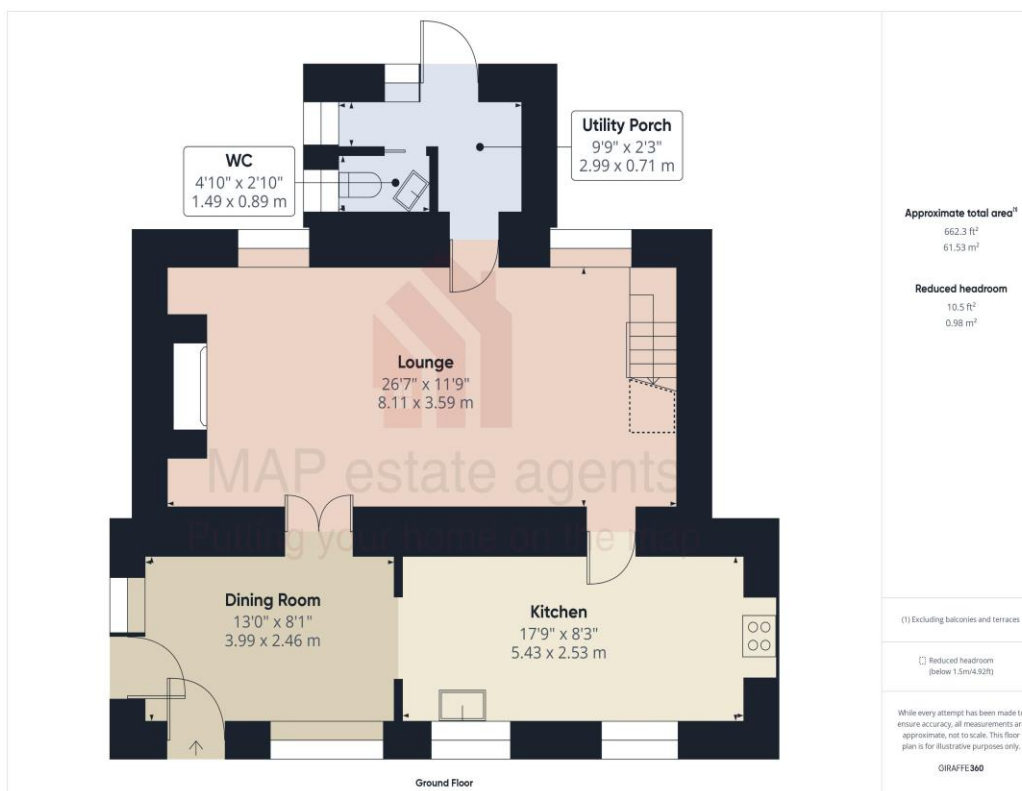 Utility Porch
9'9" x 2'3"
2.99 x 0.71 m
WC
4'10" x 2'10"
1.49 x 0.89 m
Lounge
26'7" x 11'9"
8.11 x 3.59 m
MAP estate agents
Putting your home on the map
Dining Room
13'0" x 8'1"
3.99 x 2.46 m
Kitchen
17'9" x 8'3"
5.43 x 2.53 m
Ground Floor
Approximate total area⁽¹⁾
662.3 ft²
61.53 m²
Reduced headroom
10.5 ft²
0.98 m²
(1) Excluding balconies and terraces
Reduced headroom
(below 1.5m/4.92ft)
While every attempt has been made to
ensure accuracy, all measurements are
approximate, not to scale. This floor
plan is for illustrative purposes only.
GIRAFFE360